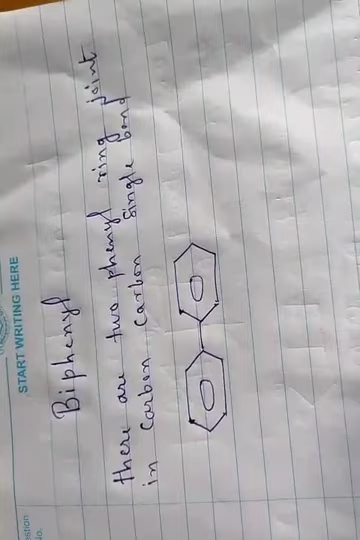 START WRITING HERE
Biphenyl
there are two phenyl ring joint
in carbon carbon single bond